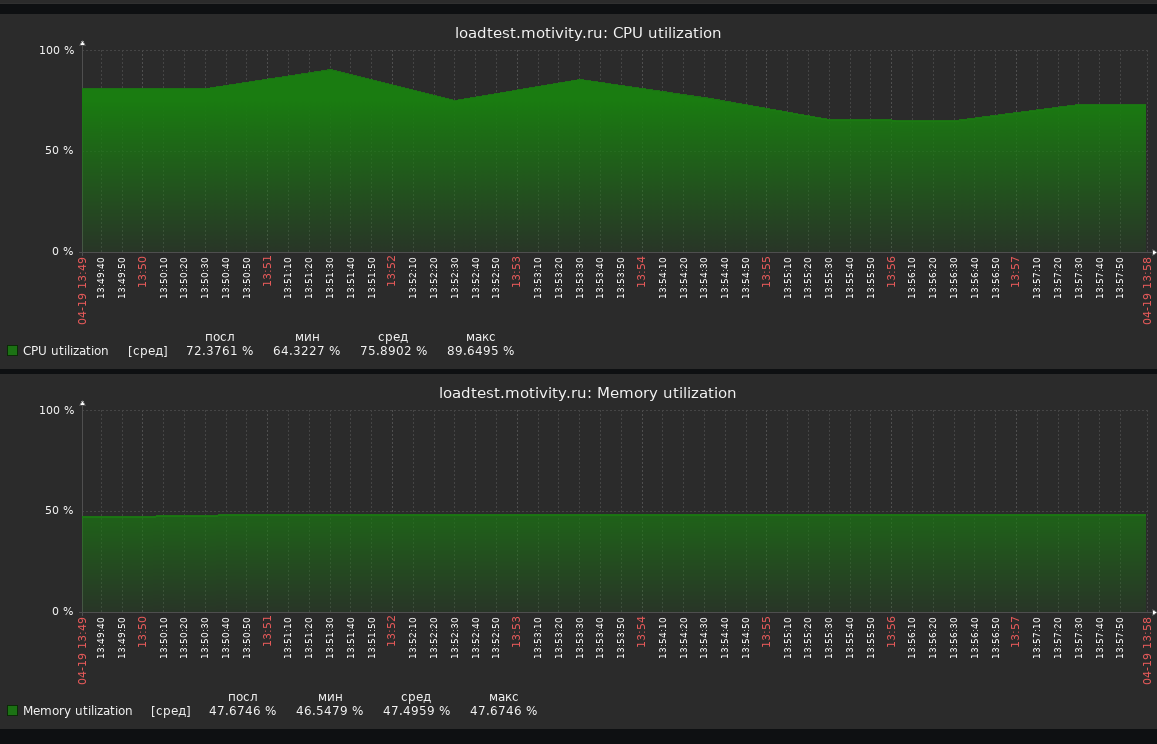 loadtest.motivity.ru: CPU utilization
100 %
50 %
0 %
04-19 13:49 13:49:40 13:49:50 13:50 13:50:10 13:50:20 13:50:30 13:50:40 13:50:50 13:51 13:51:10 13:51:20 13:51:30 13:51:40 13:51:50 13:52 13:52:10 13:52:20 13:52:30 13:52:40 13:52:50 13:53 13:53:10 13:53:20 13:53:30 13:53:40 13:53:50 13:54 13:54:10 13:54:20 13:54:30 13:54:40 13:54:50 13:55 13:55:10 13:55:20 13:55:30 13:55:40 13:55:50 13:56 13:56:10 13:56:20 13:56:30 13:56:40 13:56:50 13:57 13:57:10 13:57:20 13:57:30 13:57:40 13:57:50 04-19 13:58
посл мин сред макс
CPU utilization [сред] 72.3761 % 64.3227 % 75.8902 % 89.6495 %
loadtest.motivity.ru: Memory utilization
100 %
50 %
0 %
04-19 13:49 13:49:40 13:49:50 13:50 13:50:10 13:50:20 13:50:30 13:50:40 13:50:50 13:51 13:51:10 13:51:20 13:51:30 13:51:40 13:51:50 13:52 13:52:10 13:52:20 13:52:30 13:52:40 13:52:50 13:53 13:53:10 13:53:20 13:53:30 13:53:40 13:53:50 13:54 13:54:10 13:54:20 13:54:30 13:54:40 13:54:50 13:55 13:55:10 13:55:20 13:55:30 13:55:40 13:55:50 13:56 13:56:10 13:56:20 13:56:30 13:56:40 13:56:50 13:57 13:57:10 13:57:20 13:57:30 13:57:40 13:57:50 04-19 13:58
посл мин сред макс
Memory utilization [сред] 47.6746 % 46.5479 % 47.4959 % 47.6746 %